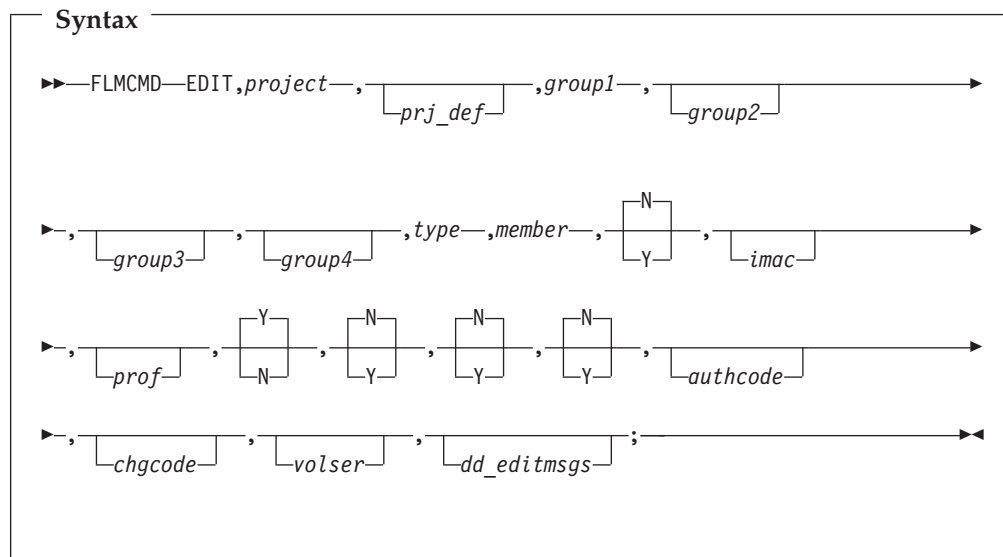 Syntax
N
FLMCMD EDIT,project , ,group1 ,
prj_def group2
N
, , ,type ,member , ,
group3 group4 Y imac
Y N N N
, , , , , ,
prof N Y Y Y authcode
, , , ;
chgcode volser dd_editmsgs